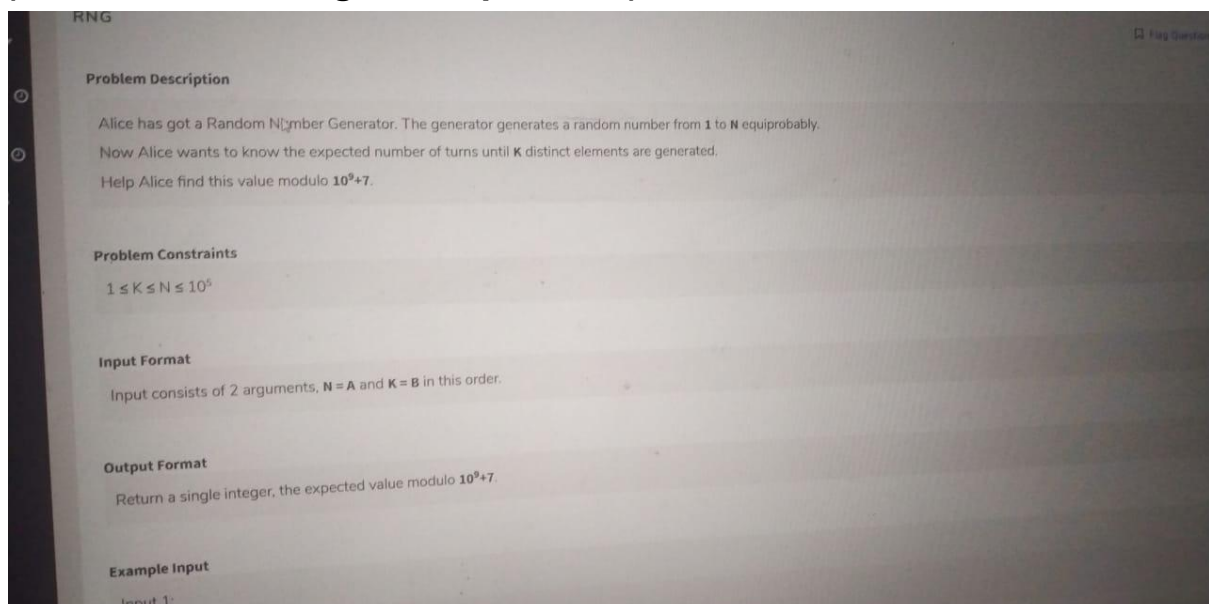 RNG
Problem Description
Alice has got a Random Number Generator. The generator generates a random number from 1 to N equiprobably.
Now Alice wants to know the expected number of turns until K distinct elements are generated.
Help Alice find this value modulo 10⁹+7.
Problem Constraints
1 ≤ K ≤ N ≤ 10⁵
Input Format
Input consists of 2 arguments, N = A and K = B in this order.
Output Format
Return a single integer, the expected value modulo 10⁹+7.
Example Input
Input 1: